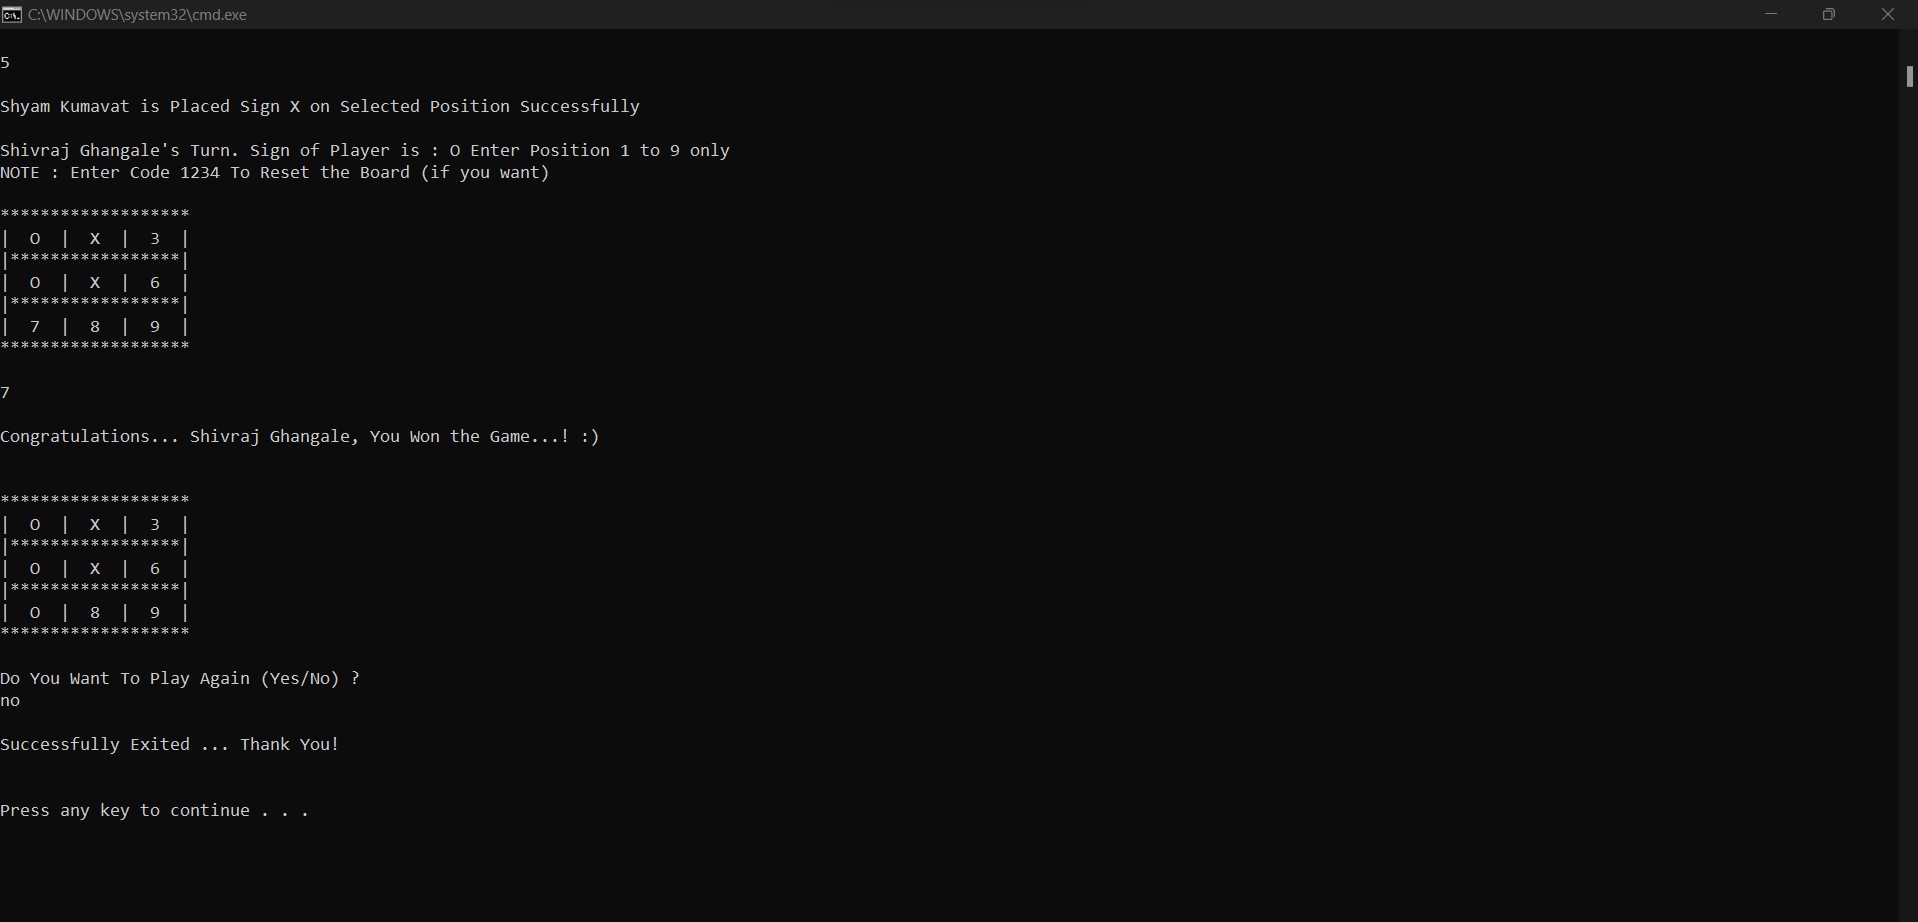 C:\WINDOWS\system32\cmd.exe
5
Shyam Kumavat is Placed Sign X on Selected Position Successfully
Shivraj Ghangale's Turn. Sign of Player is : O Enter Position 1 to 9 only
NOTE : Enter Code 1234 To Reset the Board (if you want)
*******************
|  O  |  X  |  3  |
|*****************|
|  O  |  X  |  6  |
|*****************|
|  7  |  8  |  9  |
*******************
7
Congratulations... Shivraj Ghangale, You Won the Game...! :)
*******************
|  O  |  X  |  3  |
|*****************|
|  O  |  X  |  6  |
|*****************|
|  O  |  8  |  9  |
*******************
Do You Want To Play Again (Yes/No) ?
no
Successfully Exited ... Thank You!
Press any key to continue . . .